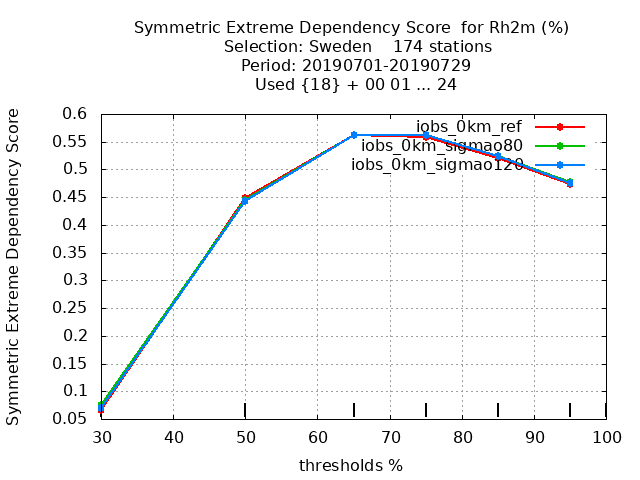 Symmetric Extreme Dependency Score  for Rh2m (%)
Selection: Sweden    174 stations
Period: 20190701-20190729
Used {18} + 00 01 ... 24
Symmetric Extreme Dependency Score
0.6
0.55
0.5
0.45
0.4
0.35
0.3
0.25
0.2
0.15
0.1
0.05
iobs_0km_ref
iobs_0km_sigmao80
iobs_0km_sigmao120
30 40 50 60 70 80 90 100
thresholds %